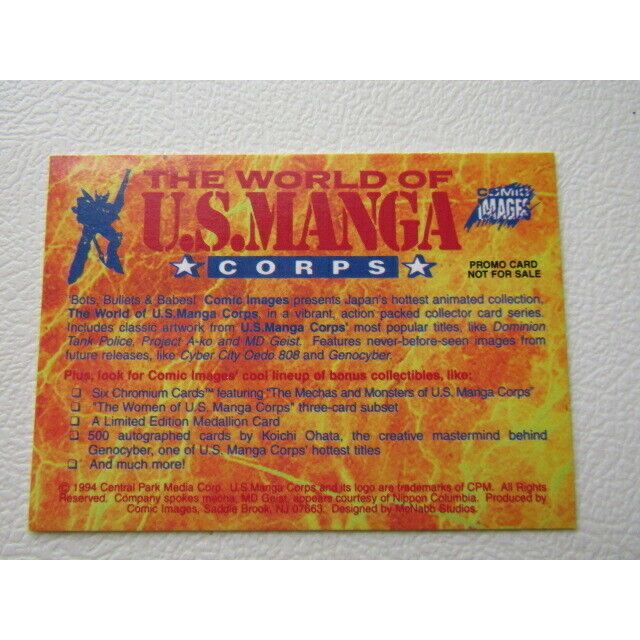 THE WORLD OF
U.S.MANGA
★ CORPS ★
COMIC
IMAGES
PROMO CARD
NOT FOR SALE
'Bots, Bullets & Babes! Comic Images presents Japan's hottest animated collection,
The World of U.S.Manga Corps, in a vibrant, action packed collector card series.
Includes classic artwork from U.S.Manga Corps' most popular titles, like Dominion
Tank Police, Project A-ko and MD Geist. Features never-before-seen images from
future releases, like Cyber City Oedo 808 and Genocyber.
Plus, look for Comic Images' cool lineup of bonus collectibles, like:
❑ Six Chromium Cards™ featuring "The Mechas and Monsters of U.S. Manga Corps"
❑ "The Women of U.S. Manga Corps" three-card subset
❑ A Limited Edition Medallion Card
❑ 500 autographed cards by Koichi Ohata, the creative mastermind behind
Genocyber, one of U.S. Manga Corps' hottest titles
❑ And much more!
© 1994 Central Park Media Corp. U.S.Manga Corps and its logo are trademarks of CPM. All Rights
Reserved. Company spokes mecha, MD Geist, appears courtesy of Nippon Columbia. Produced by
Comic Images, Saddle Brook, NJ 07663. Designed by McNabb Studios.